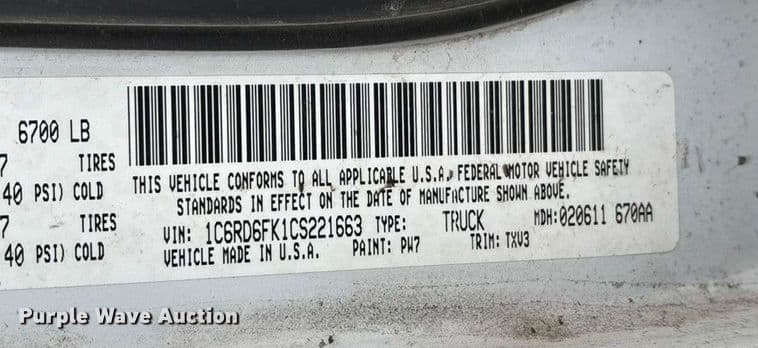 6700 LB
7 TIRES
40 PSI) COLD
7 TIRES
40 PSI) COLD
THIS VEHICLE CONFORMS TO ALL APPLICABLE U.S.A. FEDERAL MOTOR VEHICLE SAFETY
STANDARDS IN EFFECT ON THE DATE OF MANUFACTURE SHOWN ABOVE.
VIN: 1C6RD6FK1CS221663 TYPE: TRUCK MDH:020611 670AA
VEHICLE MADE IN U.S.A. PAINT: PW7 TRIM: TXV3
Purple Wave Auction